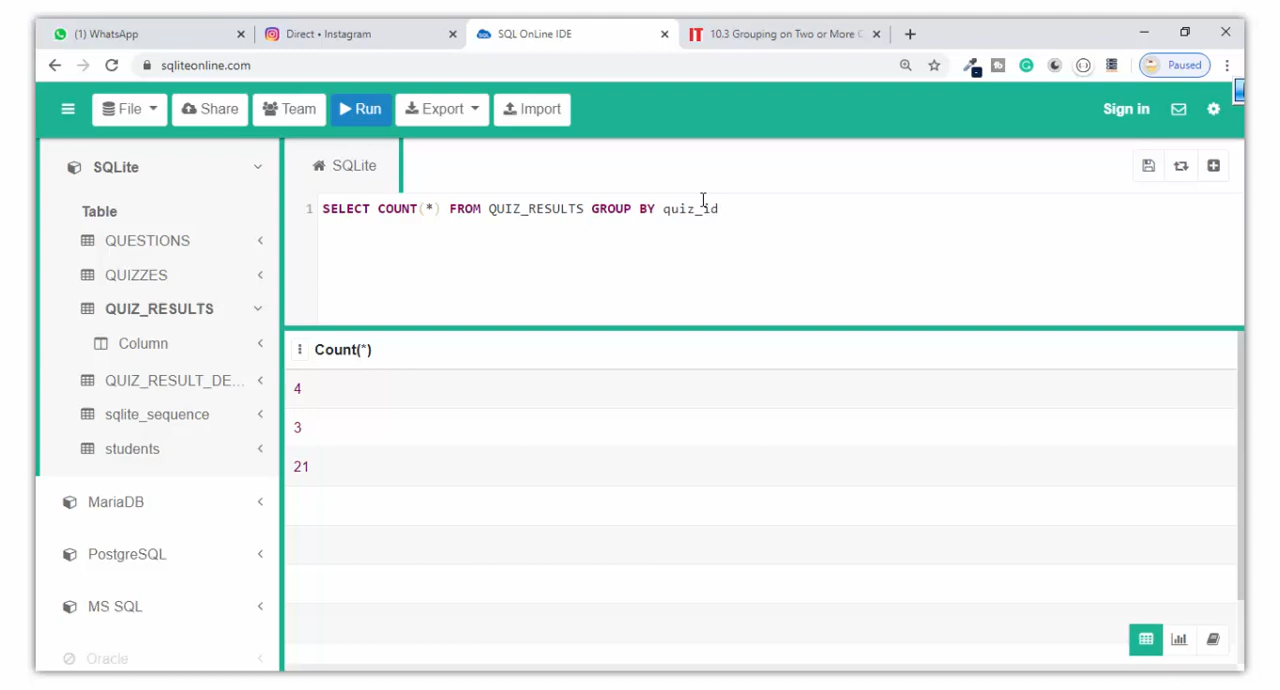 (1) WhatsApp
Direct • Instagram
SQL OnLine IDE
IT 10.3 Grouping on Two or More C
sqliteonline.com
Paused
File
Share
Team
Run
Export
Import
Sign in
SQLite
SQLite
Table
QUESTIONS
QUIZZES
QUIZ_RESULTS
Column
QUIZ_RESULT_DE...
sqlite_sequence
students
MariaDB
PostgreSQL
MS SQL
Oracle
1 SELECT COUNT(*) FROM QUIZ_RESULTS GROUP BY quiz_id
Count(*)
4
3
21